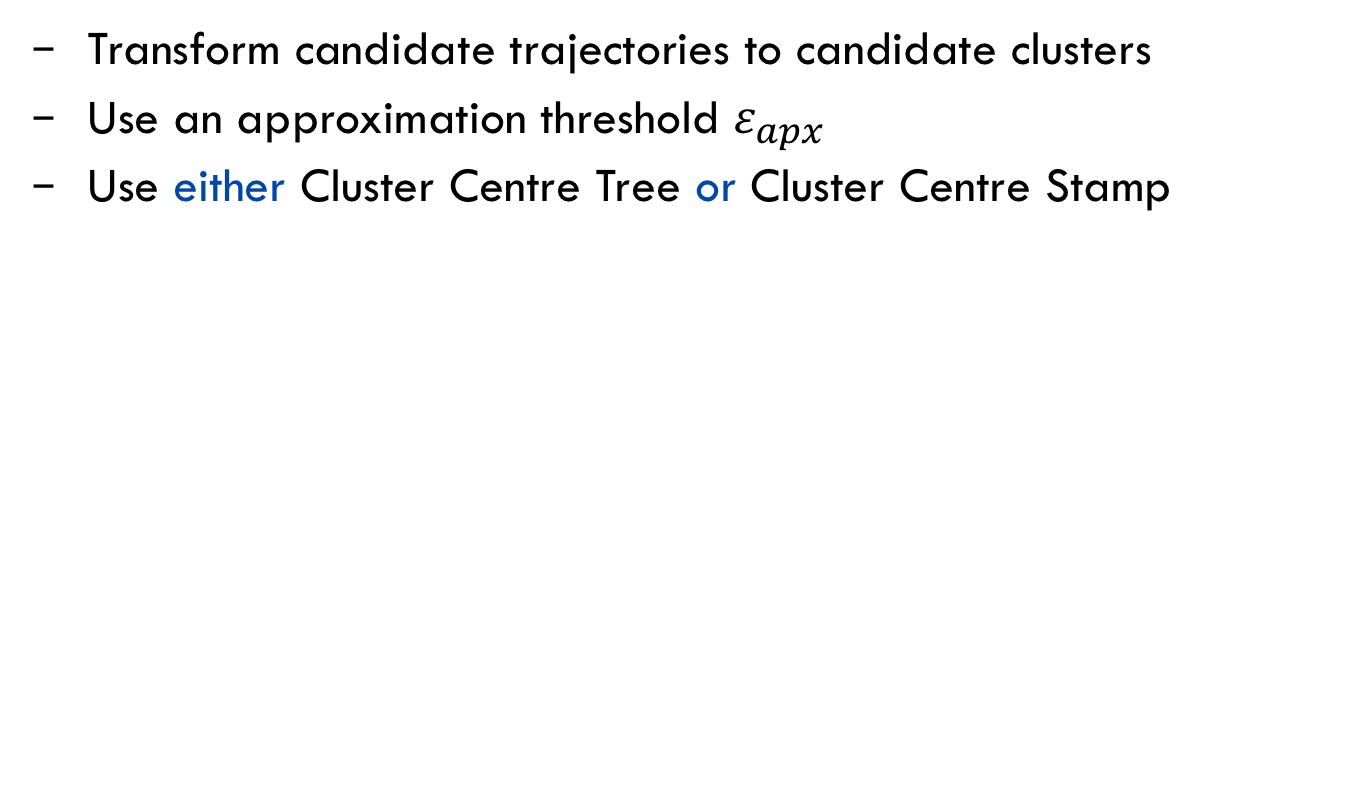 – Transform candidate trajectories to candidate clusters
– Use an approximation threshold 𝜀𝑎𝑝𝑥
– Use either Cluster Centre Tree or Cluster Centre Stamp